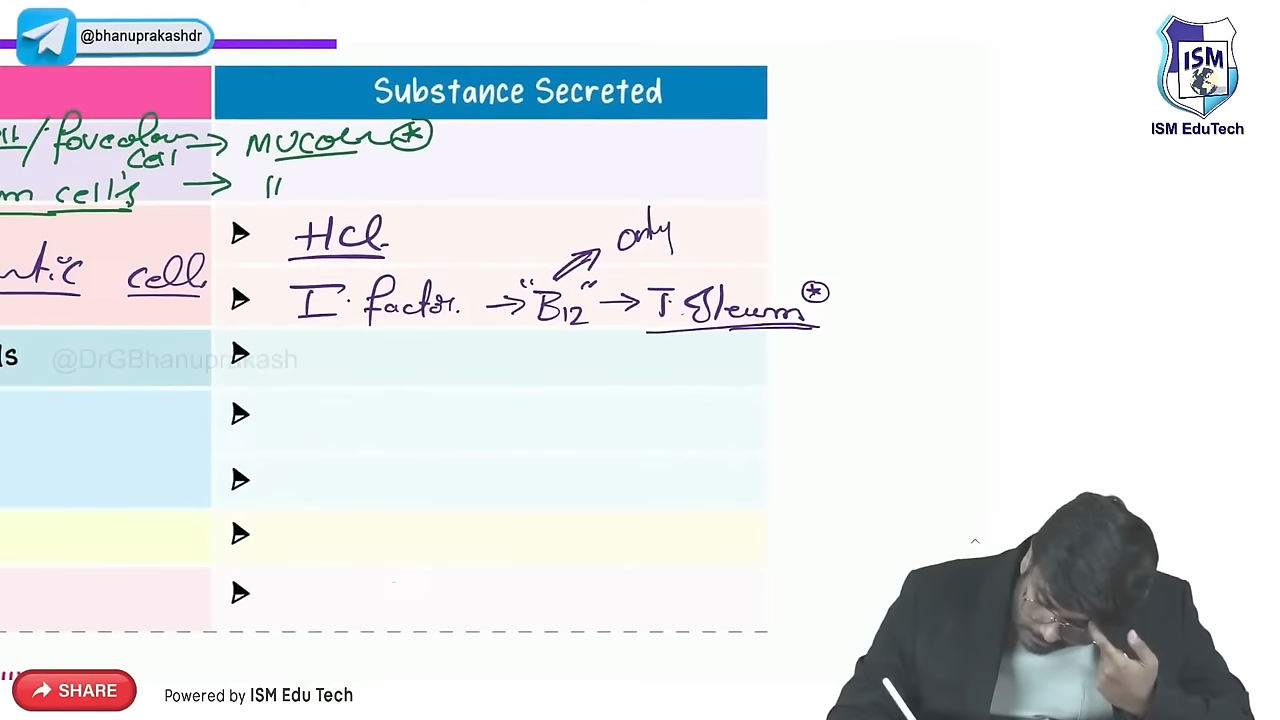 @bhanuprakashdr
ISM
ISM EduTech
Substance Secreted
/foveolar cell → mucous *
cells → "
HCl
only
cell
I. factor. → "B12" → T. Ileum *
ls
@DrGBhanuprakash
SHARE
Powered by ISM Edu Tech